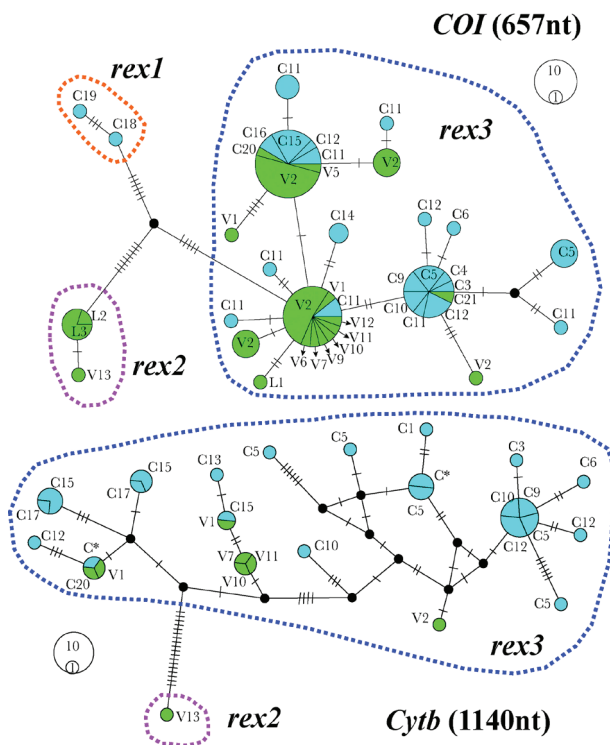 COI (657nt)
rex1
C19
C18
C11
10
1
rex3
C16
C15
C12
C20
C11
V5
V2
C11
V2
V1
C14
C12
C6
C11
C5
C4
C9
C3
C5
V1
C21
V2
C11
C10
C12
C11
C11
V12
V11
V10
V9
V7
V6
V2
C11
L2
L3
V13
rex2
L1
V2
C1
C5
C5
C3
C15
C15
C13
C*
C6
C17
C17
C15
C5
C10
C9
V1
C12
C*
C12
C5
C12
V7
V11
C10
C20
V1
V10
C5
V2
rex3
10
1
V13
rex2
Cytb (1140nt)